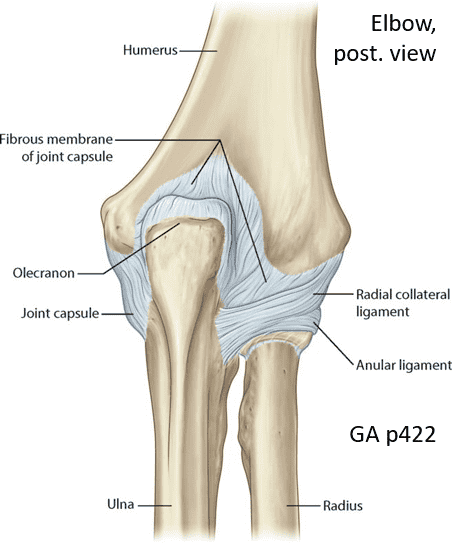 Elbow,
post. view
Humerus
Fibrous membrane
of joint capsule
Olecranon
Joint capsule
Radial collateral
ligament
Anular ligament
GA p422
Ulna
Radius